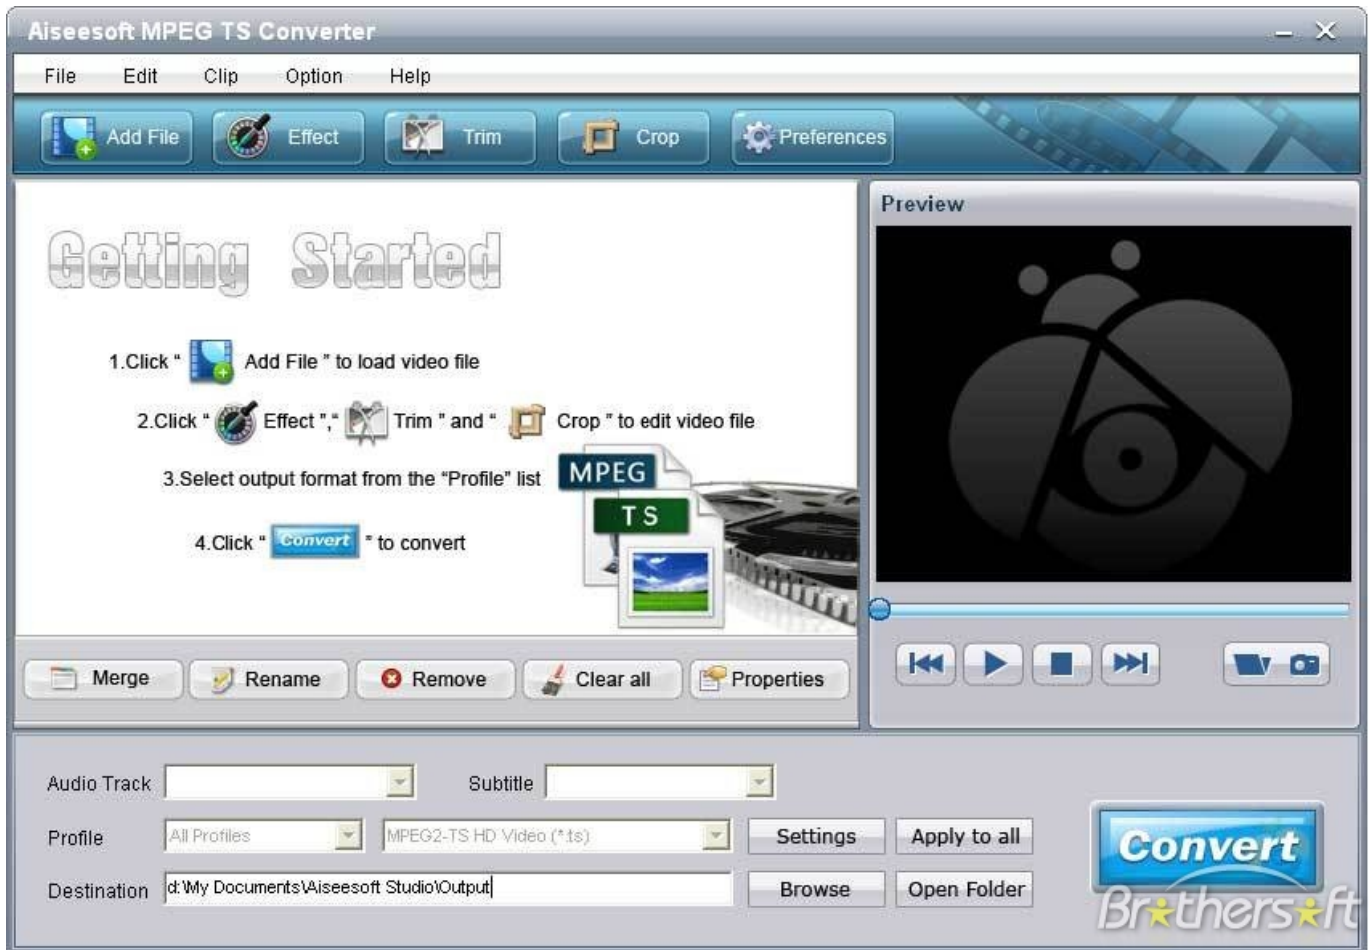 Aiseesoft MPEG TS Converter
File Edit Clip Option Help
Add File Effect Trim Crop Preferences
Getting Started
1.Click “ Add File ” to load video file
2.Click “ Effect ”,“ Trim ” and “ Crop ” to edit video file
3.Select output format from the “Profile” list
4.Click “ Convert ” to convert
MPEG
TS
Merge Rename Remove Clear all Properties
Preview
Audio Track Subtitle
Profile All Profiles MPEG2-TS HD Video (*.ts) Settings Apply to all
Destination d:\My Documents\Aiseesoft Studio\Output Browse Open Folder
Convert
Brothersoft